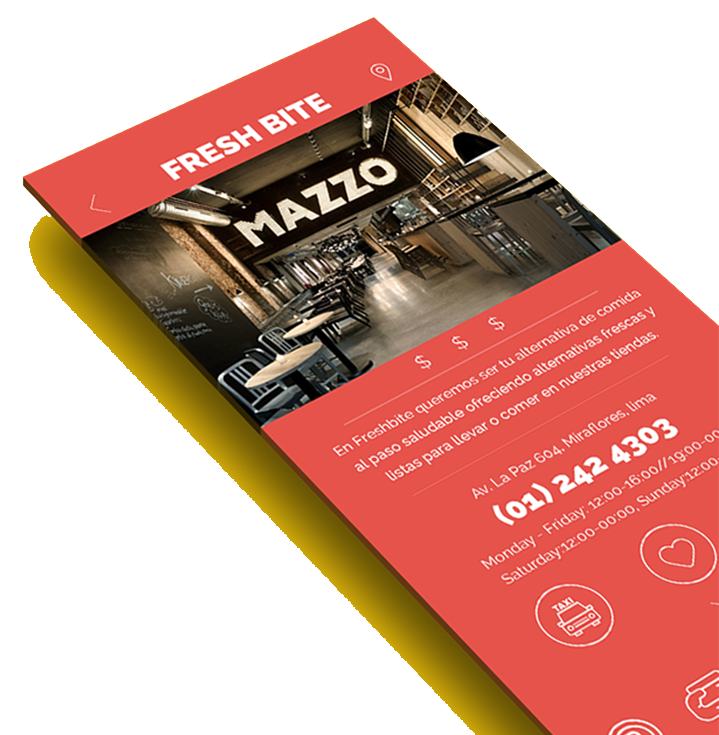 FRESH BITE
MAZZO
$ $ $
En Freshbite queremos ser tu alternativa de comida
al paso saludable ofreciendo alternativas frescas y
listas para llevar o comer en nuestras tiendas.
Av. La Paz 604, Miraflores, lima
(01) 242 4303
Monday - Friday: 12:00-16:00//19:00-00
Saturday:12:00-00:00, Sunday:12:00-
TAXI